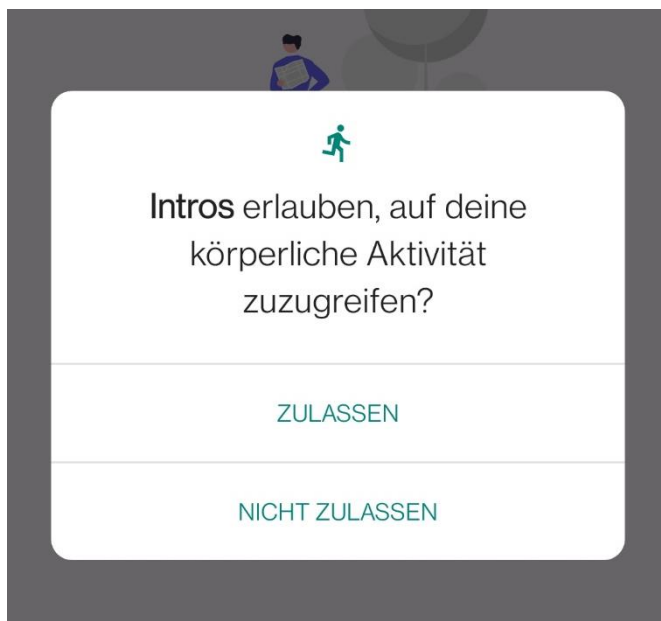 Intros erlauben, auf deine
körperliche Aktivität
zuzugreifen?
ZULASSEN
NICHT ZULASSEN